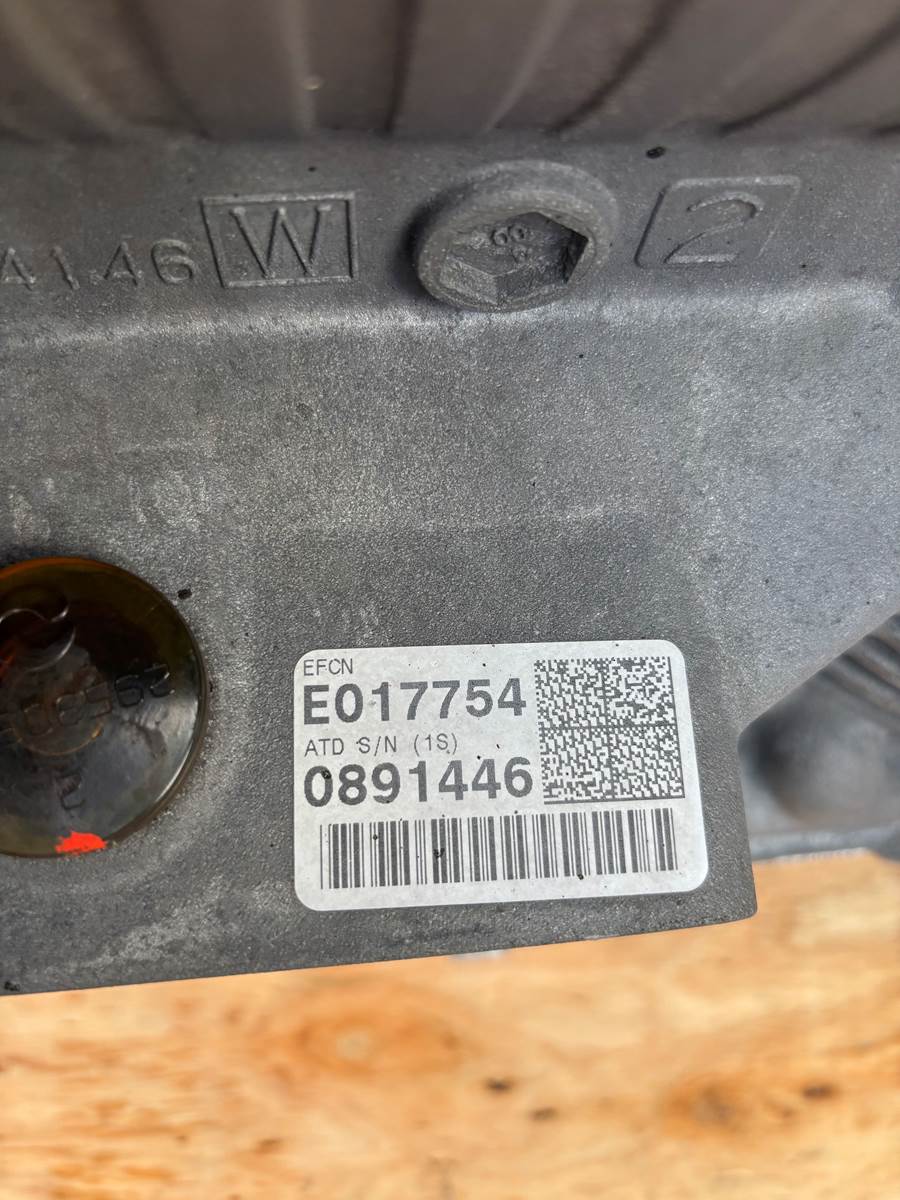 4146 W 2
EFCN
E017754
ATD S/N (1S)
0891446